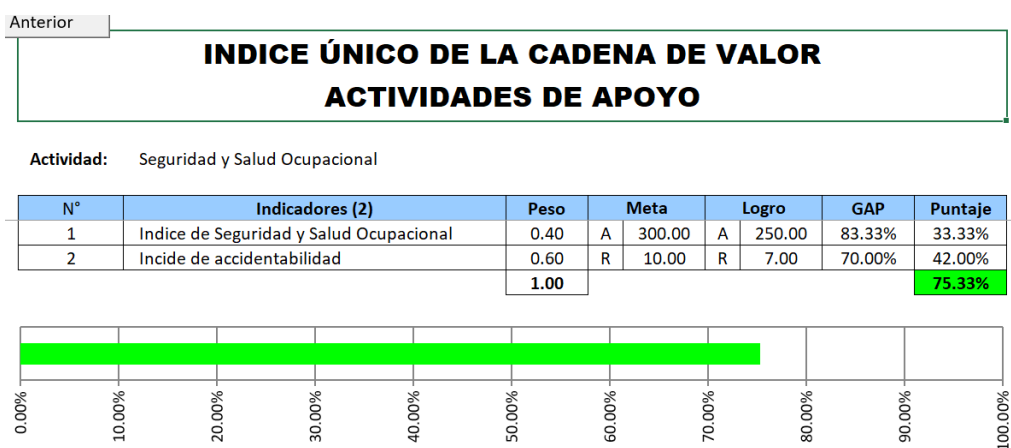 Anterior
INDICE ÚNICO DE LA CADENA DE VALOR
ACTIVIDADES DE APOYO
Actividad: Seguridad y Salud Ocupacional
N° Indicadores (2) Peso Meta Logro GAP Puntaje
1 Indice de Seguridad y Salud Ocupacional 0.40 A 300.00 A 250.00 83.33% 33.33%
2 Incide de accidentabilidad 0.60 R 10.00 R 7.00 70.00% 42.00%
1.00 75.33%
0.00% 10.00% 20.00% 30.00% 40.00% 50.00% 60.00% 70.00% 80.00% 90.00% 100.00%